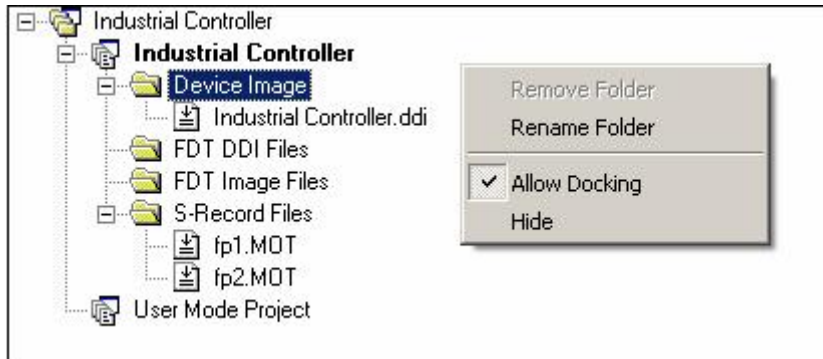 Industrial Controller
Industrial Controller
Device Image
Industrial Controller.ddi
FDT DDI Files
FDT Image Files
S-Record Files
fp1.MOT
fp2.MOT
User Mode Project
Remove Folder
Rename Folder
Allow Docking
Hide